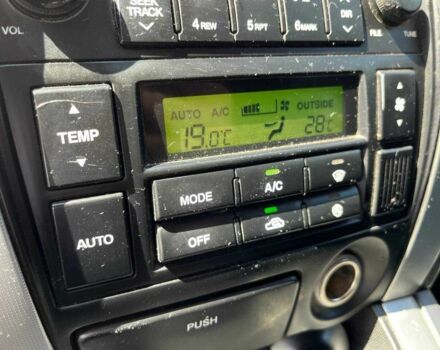 VOL
SEEK
TRACK
4 REW
5 RPT
6 MARK
DIR
FILE
TUNE
AUTO A/C OUTSIDE
19.0°C 28°C
TEMP
MODE
A/C
AUTO
OFF
PUSH